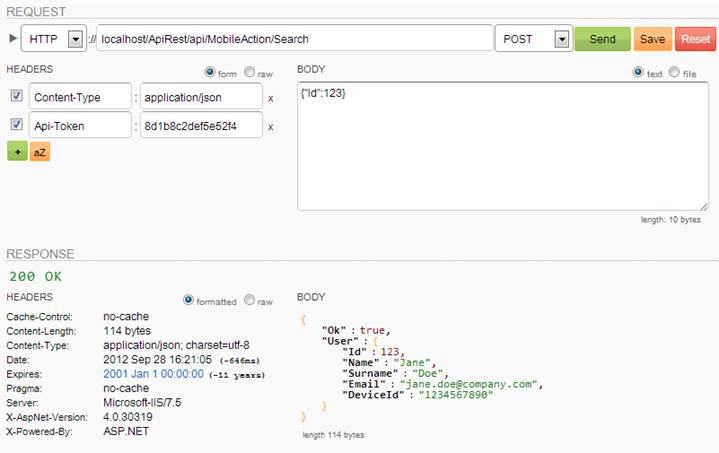 REQUEST
HTTP :// localhost/ApiRest/api/MobileAction/Search POST Send Save Reset
HEADERS form raw
Content-Type : application/json x
Api-Token : 8d1b8c2def5e52f4 x
+ aZ
BODY text file
{"Id":123}
length: 10 bytes
RESPONSE
200 OK
HEADERS formatted raw
Cache-Control: no-cache
Content-Length: 114 bytes
Content-Type: application/json; charset=utf-8
Date: 2012 Sep 28 16:21:05 (-646ms)
Expires: 2001 Jan 1 00:00:00 (-11 years)
Pragma: no-cache
Server: Microsoft-IIS/7.5
X-AspNet-Version: 4.0.30319
X-Powered-By: ASP.NET
BODY
{
"Ok" : true,
"User" : {
"Id" : 123,
"Name" : "Jane",
"Surname" : "Doe",
"Email" : "jane.doe@company.com",
"DeviceId" : "1234567890"
}
}
length 114 bytes